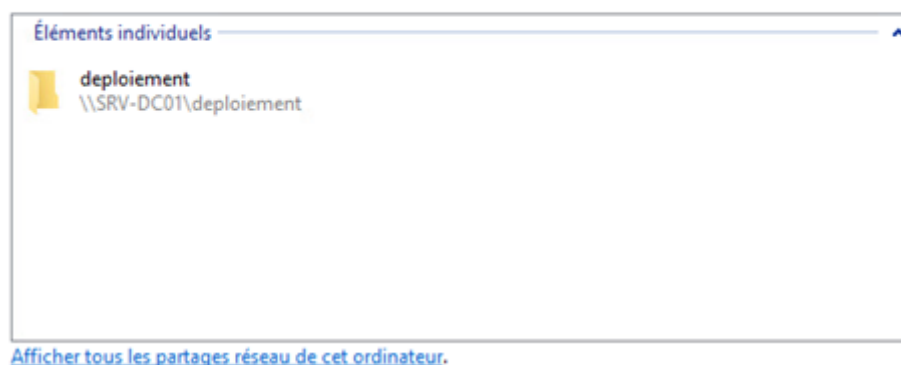 Éléments individuels
deploiement
\\SRV-DC01\deploiement
Afficher tous les partages réseau de cet ordinateur.